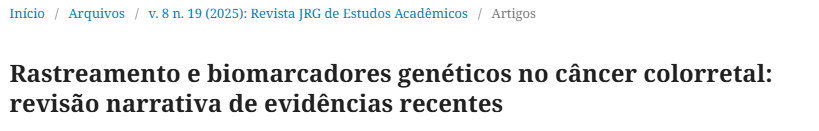 Início / Arquivos / v. 8 n. 19 (2025): Revista JRG de Estudos Acadêmicos / Artigos
Rastreamento e biomarcadores genéticos no câncer colorretal:
revisão narrativa de evidências recentes